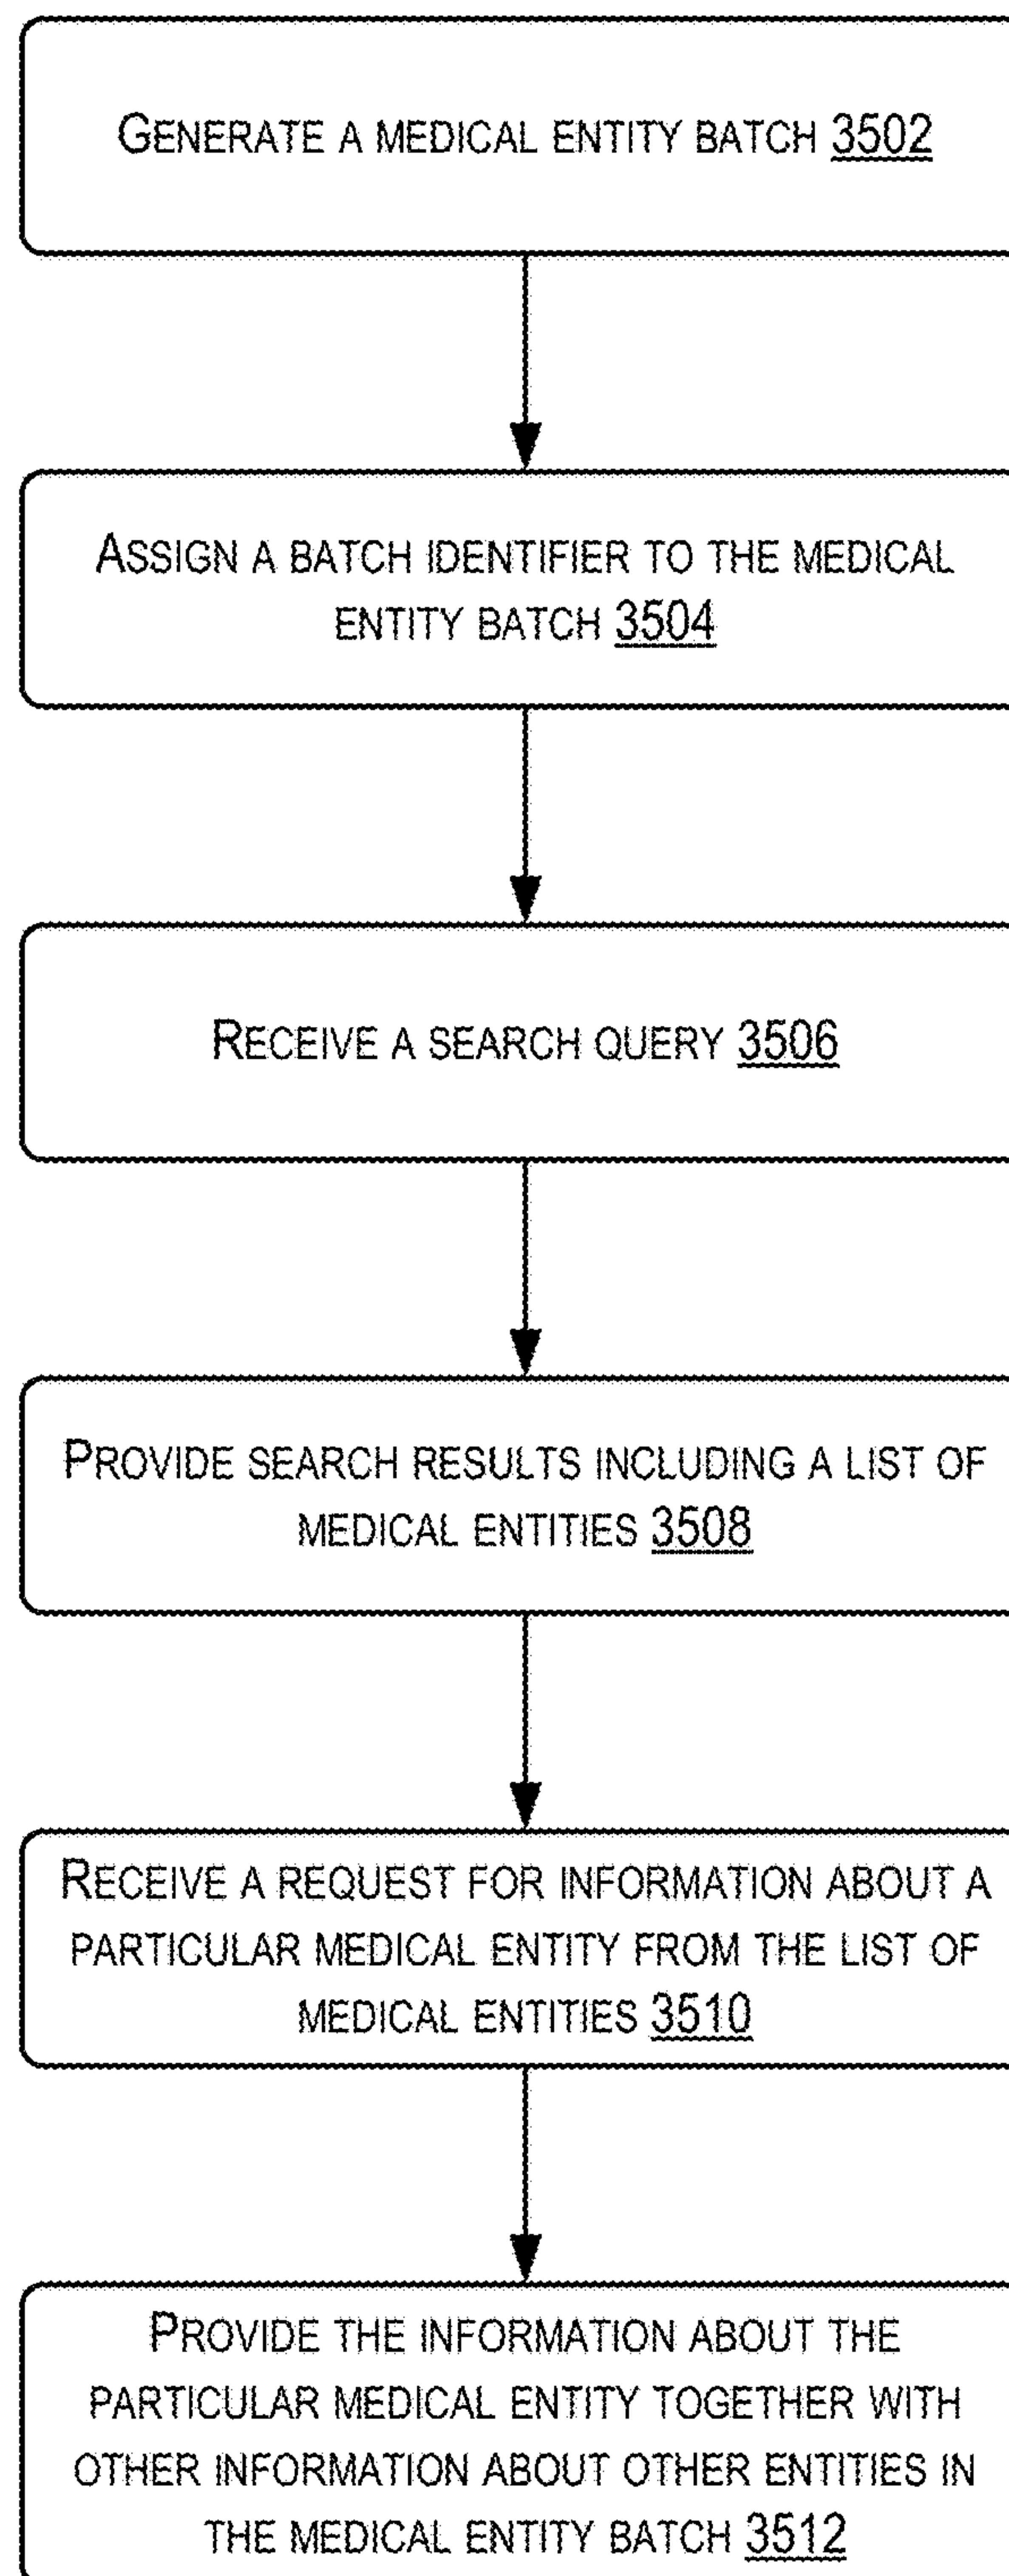 GENERATE A MEDICAL ENTITY BATCH 3502
ASSIGN A BATCH IDENTIFIER TO THE MEDICAL
ENTITY BATCH 3504
RECEIVE A SEARCH QUERY 3506
PROVIDE SEARCH RESULTS INCLUDING A LIST OF
MEDICAL ENTITIES 3508
RECEIVE A REQUEST FOR INFORMATION ABOUT A
PARTICULAR MEDICAL ENTITY FROM THE LIST OF
MEDICAL ENTITIES 3510
PROVIDE THE INFORMATION ABOUT THE
PARTICULAR MEDICAL ENTITY TOGETHER WITH
OTHER INFORMATION ABOUT OTHER ENTITIES IN
THE MEDICAL ENTITY BATCH 3512